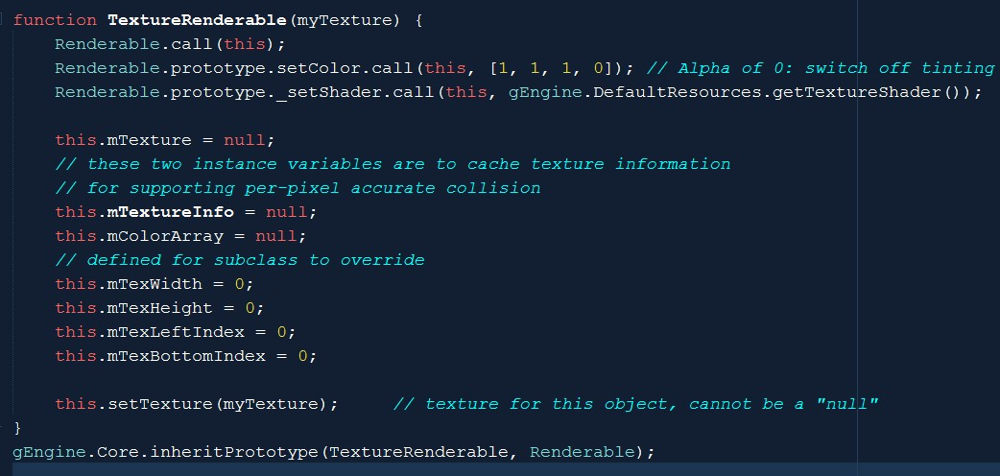 function TextureRenderable(myTexture) {
    Renderable.call(this);
    Renderable.prototype.setColor.call(this, [1, 1, 1, 0]); // Alpha of 0: switch off tinting
    Renderable.prototype._setShader.call(this, gEngine.DefaultResources.getTextureShader());

    this.mTexture = null;
    // these two instance variables are to cache texture information
    // for supporting per-pixel accurate collision
    this.mTextureInfo = null;
    this.mColorArray = null;
    // defined for subclass to override
    this.mTexWidth = 0;
    this.mTexHeight = 0;
    this.mTexLeftIndex = 0;
    this.mTexBottomIndex = 0;

    this.setTexture(myTexture);     // texture for this object, cannot be a "null"
}
gEngine.Core.inheritPrototype(TextureRenderable, Renderable);